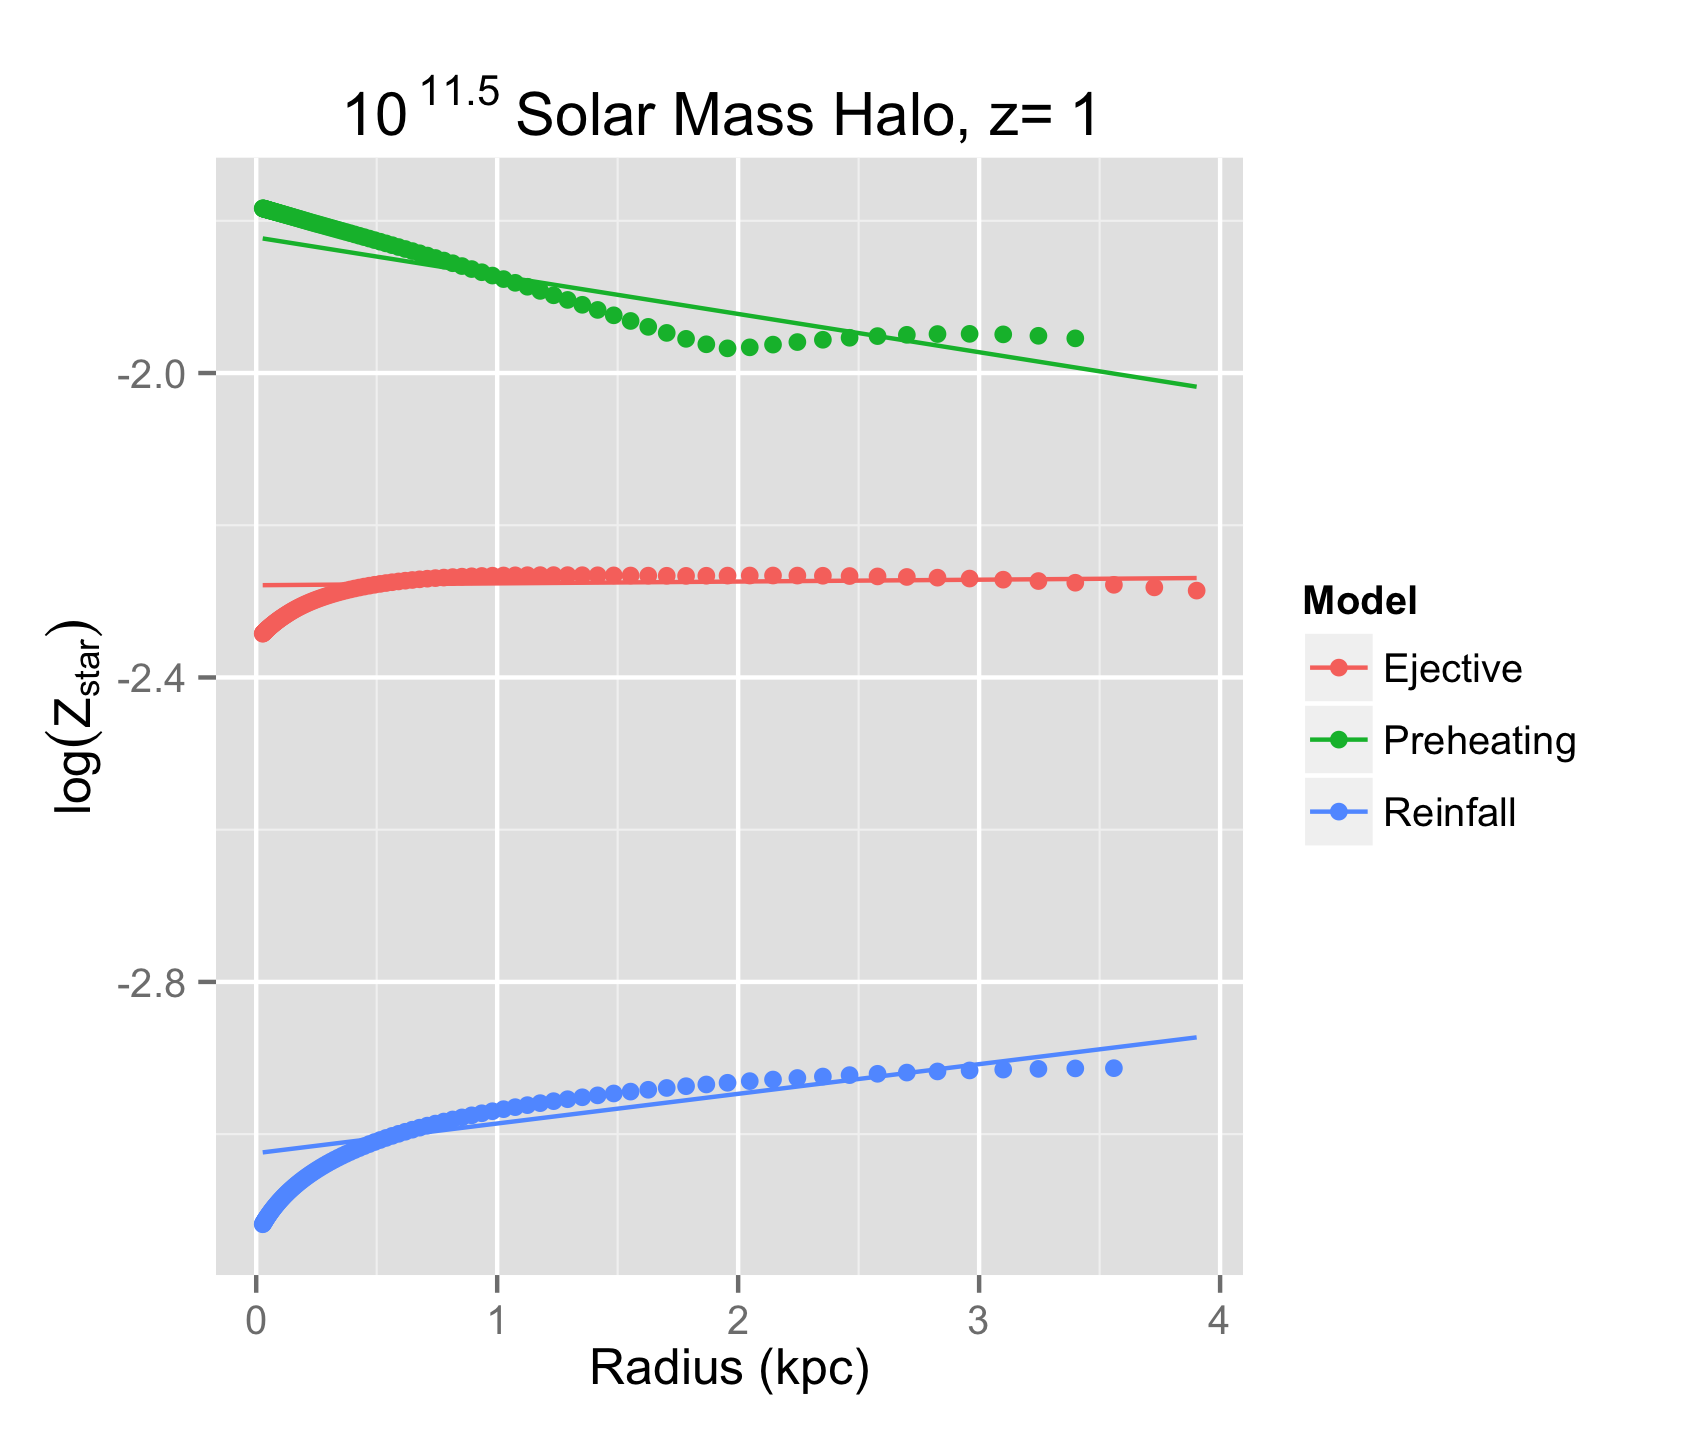 10 11.5 Solar Mass Halo, z= 1
-2.0
-2.4
-2.8
log(Zstar)
0 1 2 3 4
Radius (kpc)
Model
Ejective
Preheating
Reinfall